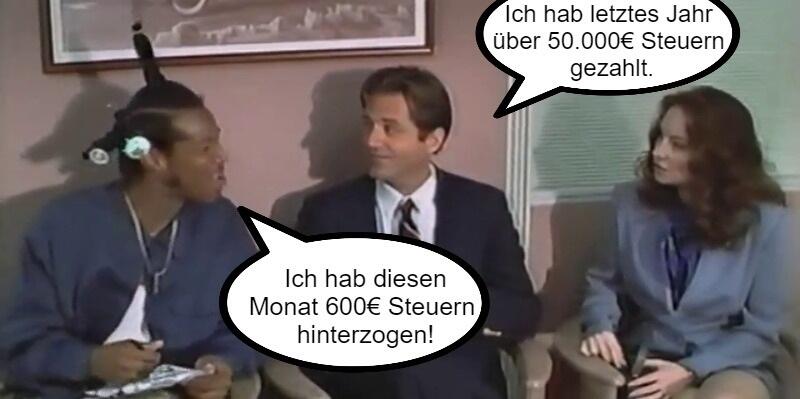 Ich hab letztes Jahr
über 50.000€ Steuern
gezahlt.
Ich hab diesen
Monat 600€ Steuern
hinterzogen!